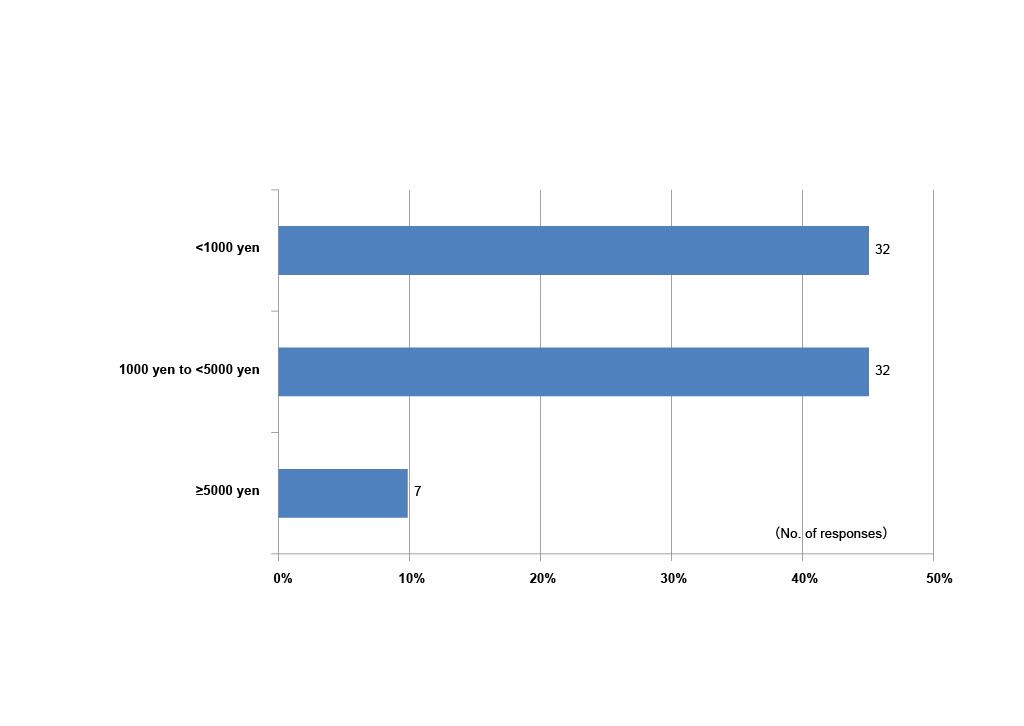 <1000 yen
32
1000 yen to <5000 yen
32
≥5000 yen
7
(No. of responses)
0%
10%
20%
30%
40%
50%